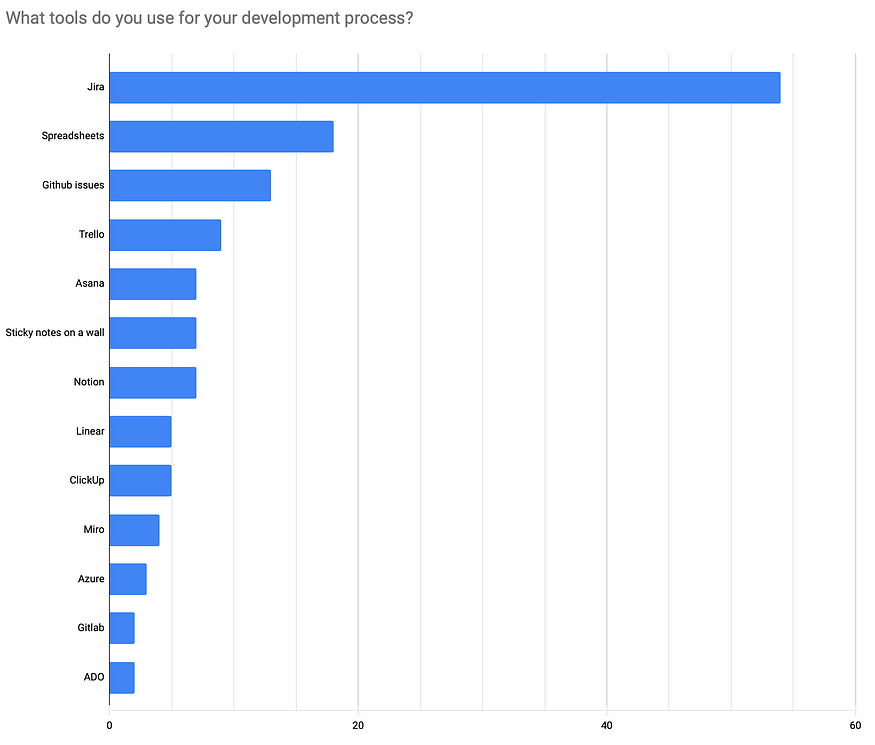 What tools do you use for your development process?
Jira
Spreadsheets
Github issues
Trello
Asana
Sticky notes on a wall
Notion
Linear
ClickUp
Miro
Azure
Gitlab
ADO
0 20 40 60